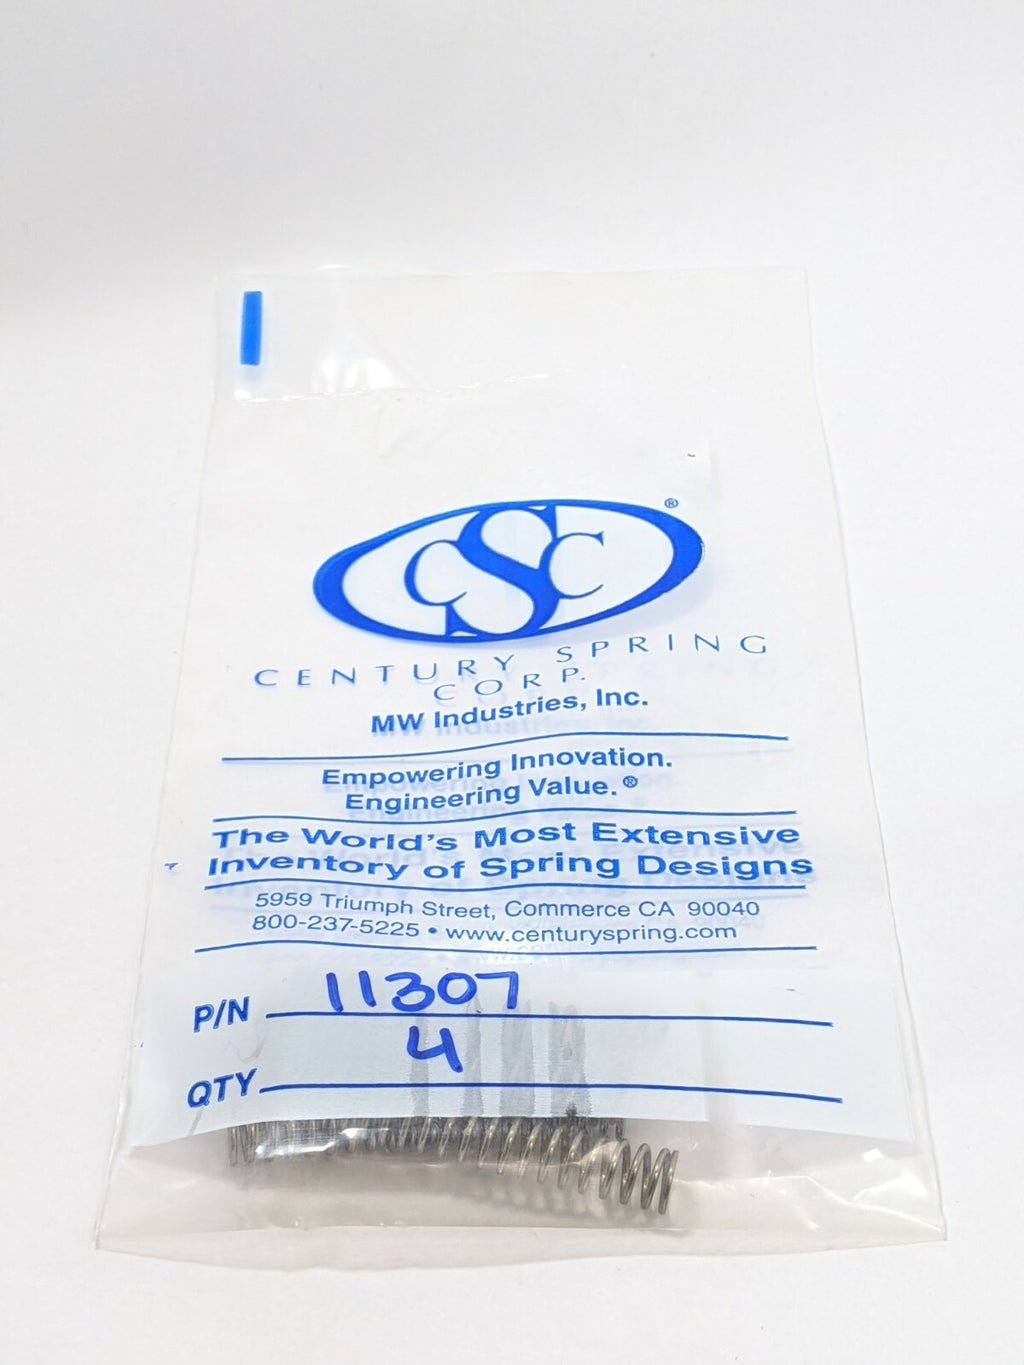 CSC ®
CENTURY SPRING
CORP.
MW Industries, Inc.
Empowering Innovation.
Engineering Value.®
The World's Most Extensive
Inventory of Spring Designs
5959 Triumph Street, Commerce CA 90040
800-237-5225 • www.centuryspring.com
P/N 11307
QTY 4